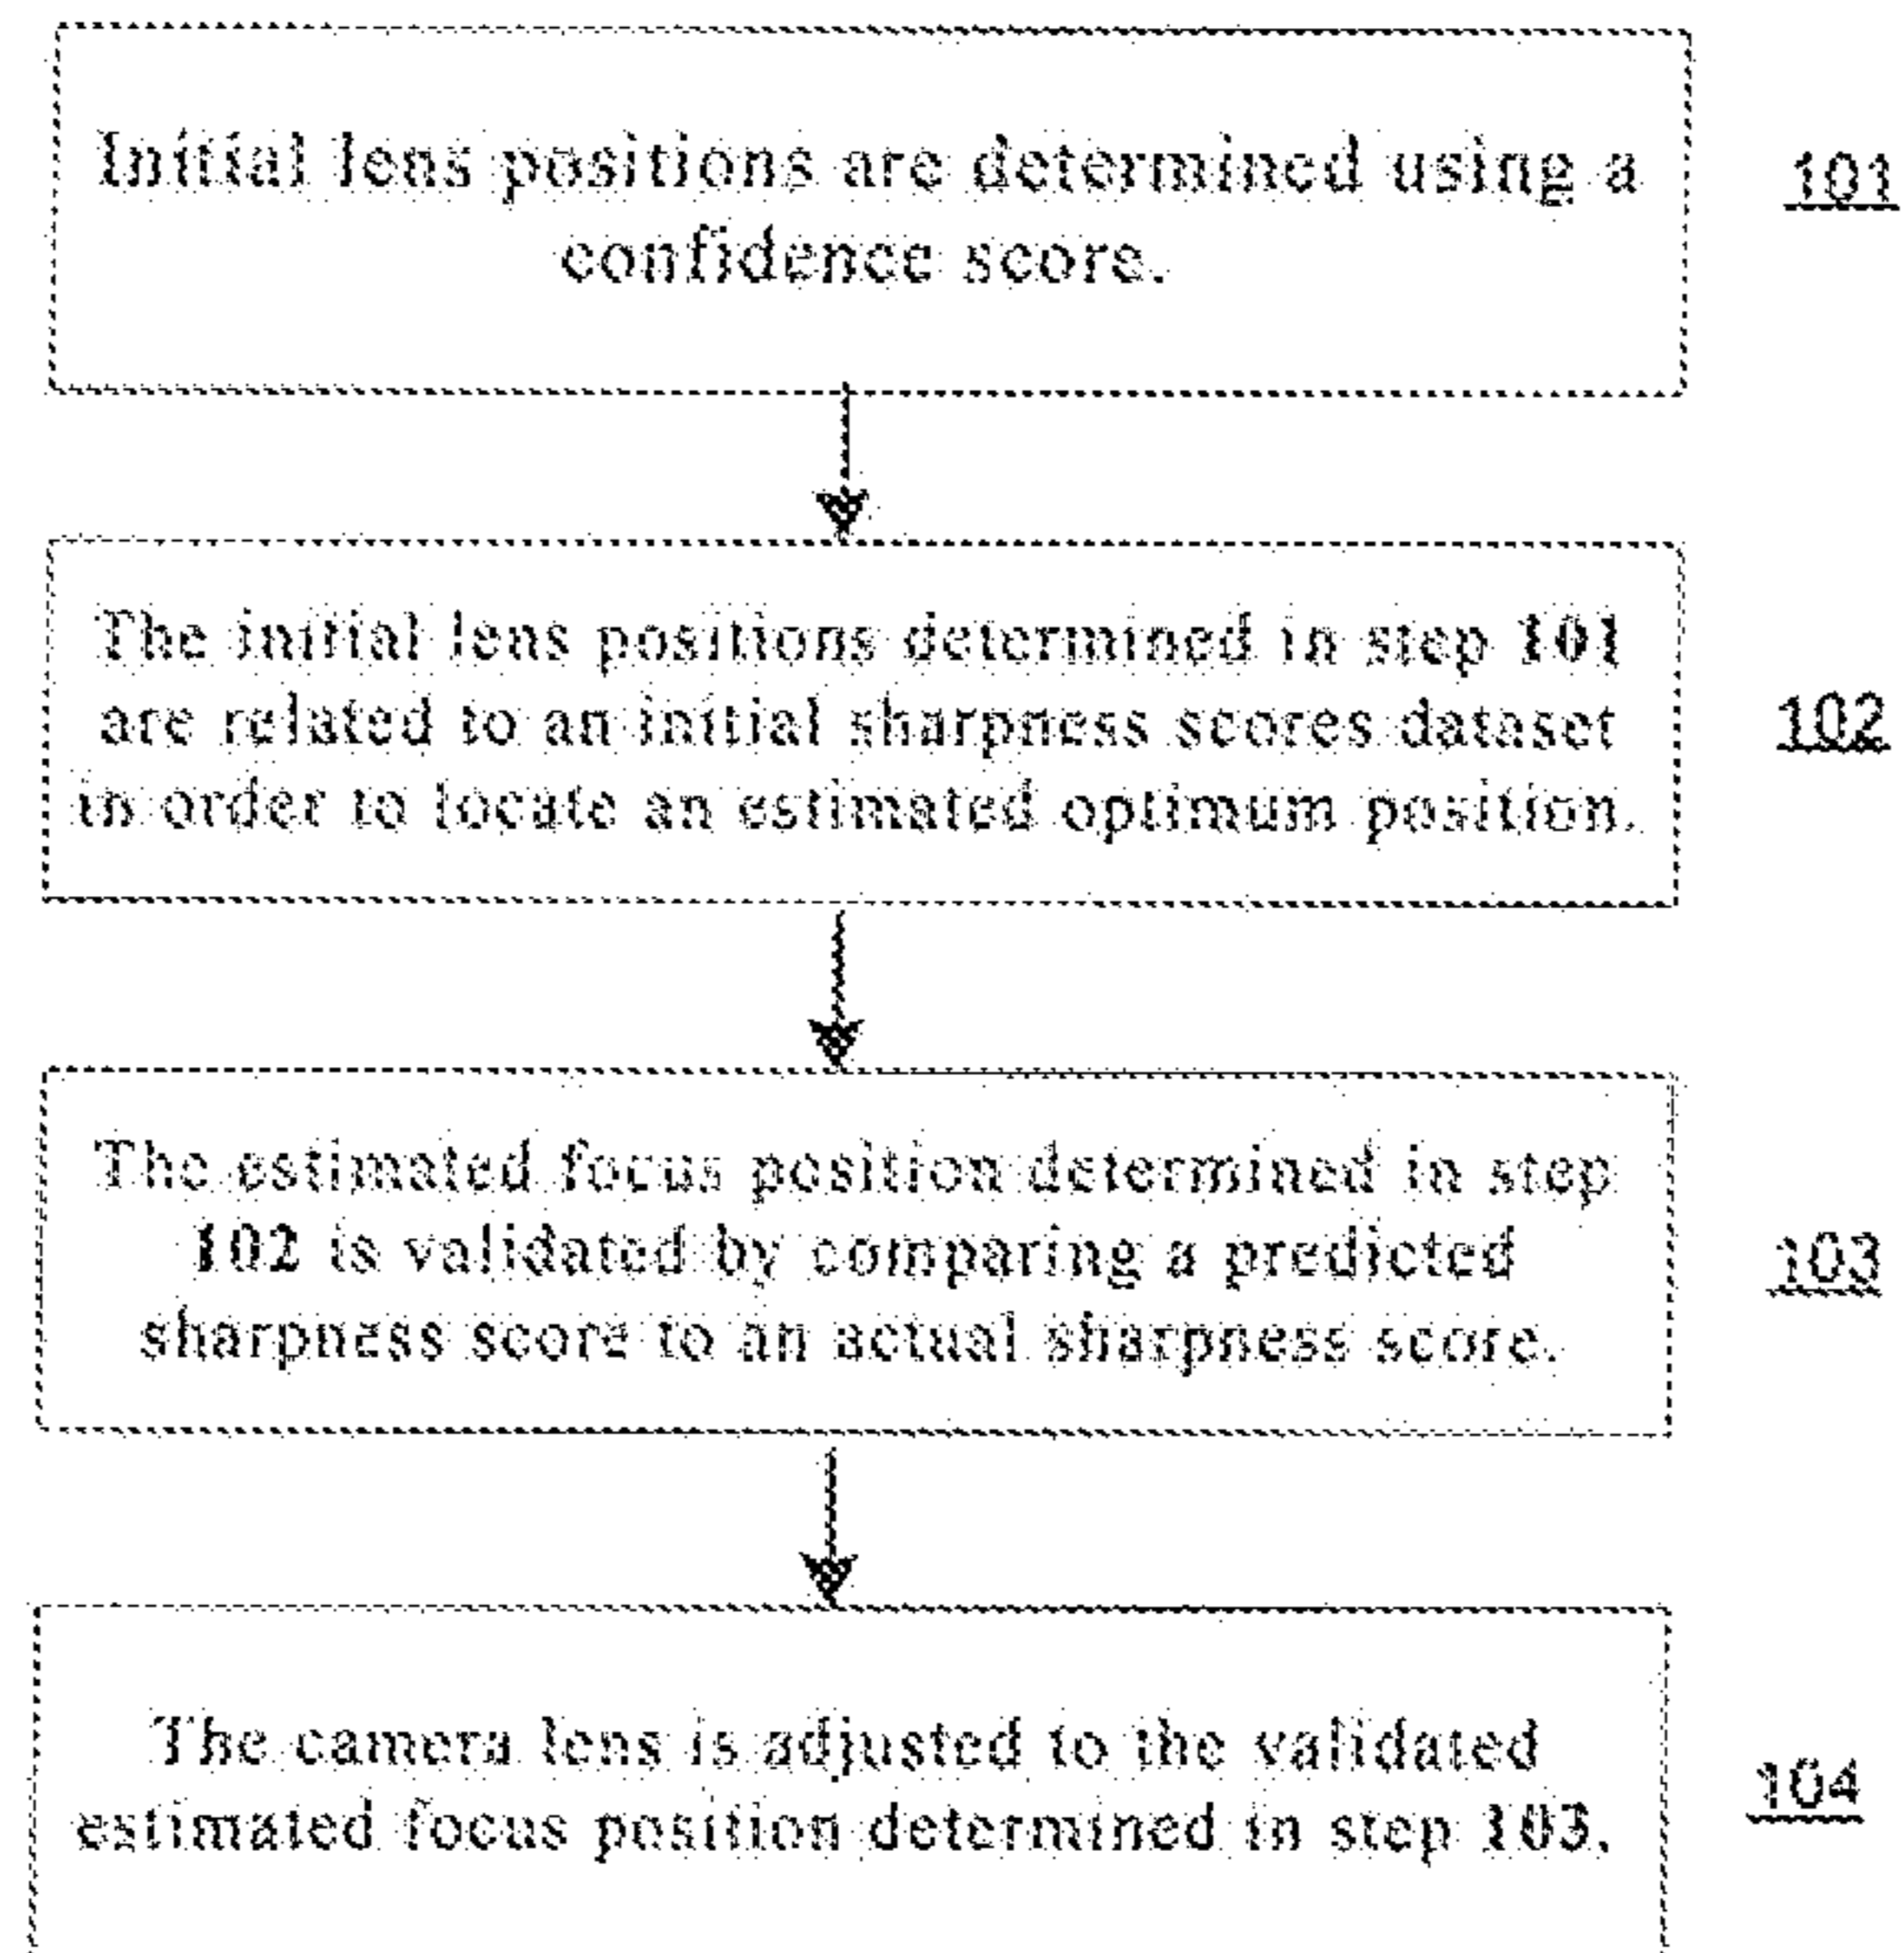 Initial lens positions are determined using a
confidence score.
101
The initial lens positions determined in step 101
are related to an initial sharpness scores dataset
in order to locate an estimated optimum position.
102
The estimated focus position determined in step
102 is validated by comparing a predicted
sharpness score to an actual sharpness score.
103
The camera lens is adjusted to the validated
estimated focus position determined in step 103.
104